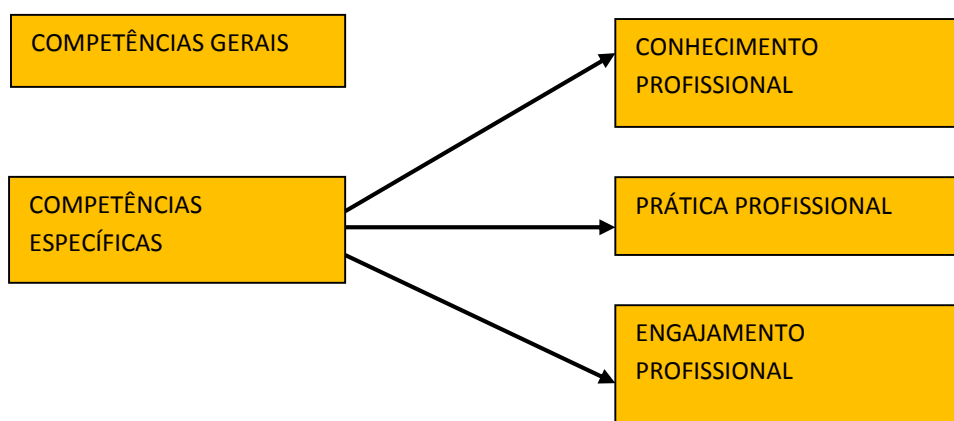 COMPETÊNCIAS GERAIS
COMPETÊNCIAS
ESPECÍFICAS
CONHECIMENTO
PROFISSIONAL
PRÁTICA PROFISSIONAL
ENGAJAMENTO
PROFISSIONAL